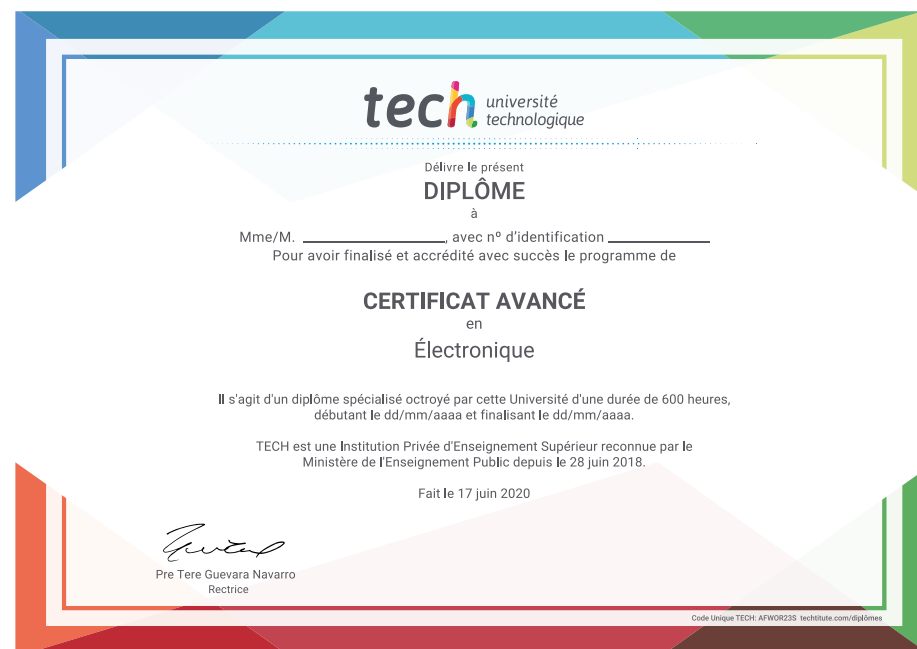 tech université
technologique
Délivre le présent
DIPLÔME
à
Mme/M. ____________________, avec nº d'identification ______________
Pour avoir finalisé et accrédité avec succès le programme de
CERTIFICAT AVANCÉ
en
Électronique
Il s'agit d'un diplôme spécialisé octroyé par cette Université d'une durée de 600 heures,
débutant le dd/mm/aaaa et finalisant le dd/mm/aaaa.
TECH est une Institution Privée d'Enseignement Supérieur reconnue par le
Ministère de l'Enseignement Public depuis le 28 juin 2018.
Fait le 17 juin 2020
Pre Tere Guevara Navarro
Rectrice
Code Unique TECH: AFWOR23S techtitute.com/diplômes